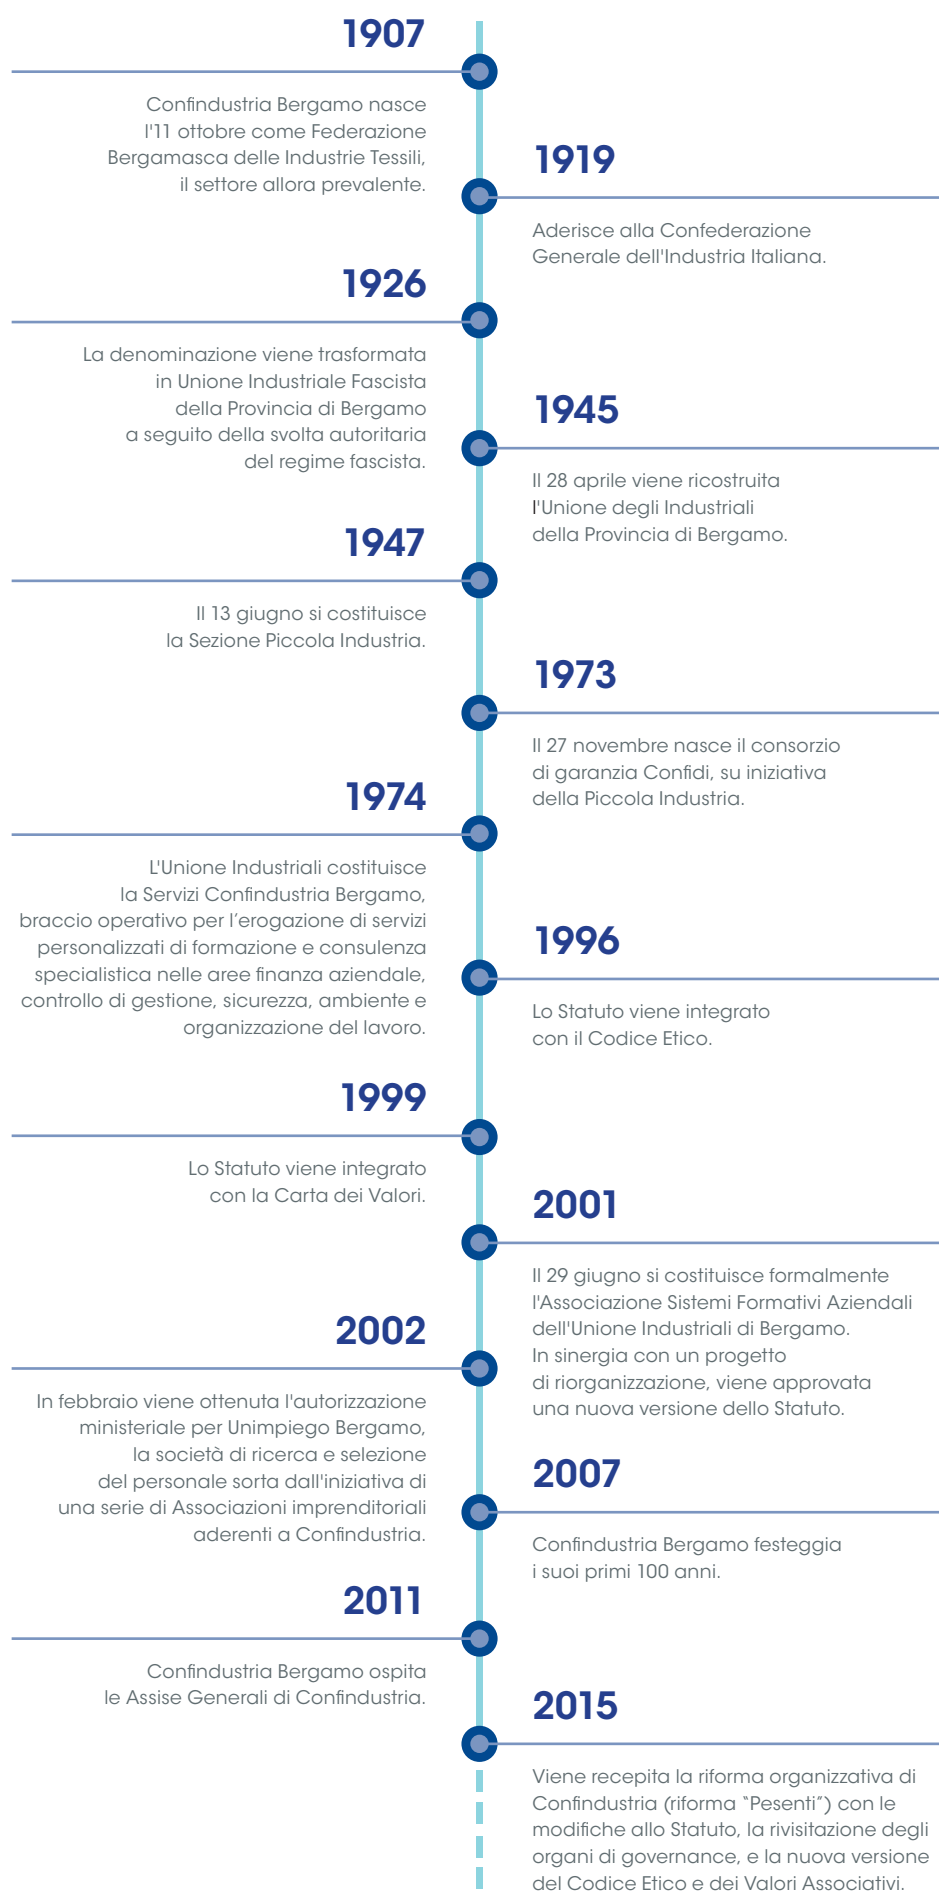 1907
Confindustria Bergamo nasce
l'11 ottobre come Federazione
Bergamasca delle Industrie Tessili,
il settore allora prevalente.
1919
Aderisce alla Confederazione
Generale dell'Industria Italiana.
1926
La denominazione viene trasformata
in Unione Industriale Fascista
della Provincia di Bergamo
a seguito della svolta autoritaria
del regime fascista.
1945
Il 28 aprile viene ricostruita
l'Unione degli Industriali
della Provincia di Bergamo.
1947
Il 13 giugno si costituisce
la Sezione Piccola Industria.
1973
Il 27 novembre nasce il consorzio
di garanzia Confidi, su iniziativa
della Piccola Industria.
1974
L'Unione Industriali costituisce
la Servizi Confindustria Bergamo,
braccio operativo per l’erogazione di servizi
personalizzati di formazione e consulenza
specialistica nelle aree finanza aziendale,
controllo di gestione, sicurezza, ambiente e
organizzazione del lavoro.
1996
Lo Statuto viene integrato
con il Codice Etico.
1999
Lo Statuto viene integrato
con la Carta dei Valori.
2001
Il 29 giugno si costituisce formalmente
l'Associazione Sistemi Formativi Aziendali
dell'Unione Industriali di Bergamo.
In sinergia con un progetto
di riorganizzazione, viene approvata
una nuova versione dello Statuto.
2002
In febbraio viene ottenuta l'autorizzazione
ministeriale per Unimpiego Bergamo,
la società di ricerca e selezione
del personale sorta dall'iniziativa di
una serie di Associazioni imprenditoriali
aderenti a Confindustria.
2007
Confindustria Bergamo festeggia
i suoi primi 100 anni.
2011
Confindustria Bergamo ospita
le Assise Generali di Confindustria.
2015
Viene recepita la riforma organizzativa di
Confindustria (riforma “Pesenti”) con le
modifiche allo Statuto, la rivisitazione degli
organi di governance, e la nuova versione
del Codice Etico e dei Valori Associativi.